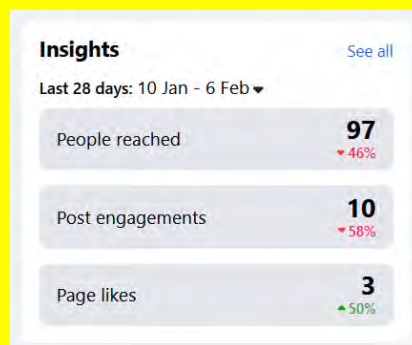 Insights See all
Last 28 days: 10 Jan - 6 Feb
People reached 97
46%
Post engagements 10
58%
Page likes 3
50%